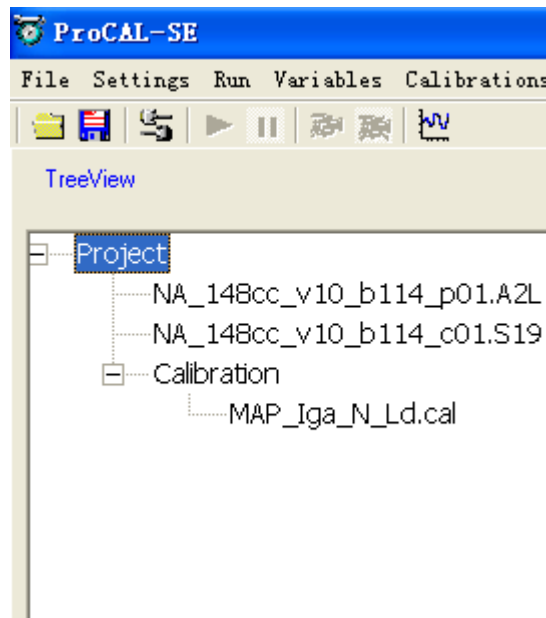 ProCAL-SE
File Settings Run Variables Calibrations
TreeView
Project
NA_148cc_v10_b114_p01.A2L
NA_148cc_v10_b114_c01.S19
Calibration
MAP_Iga_N_Ld.cal